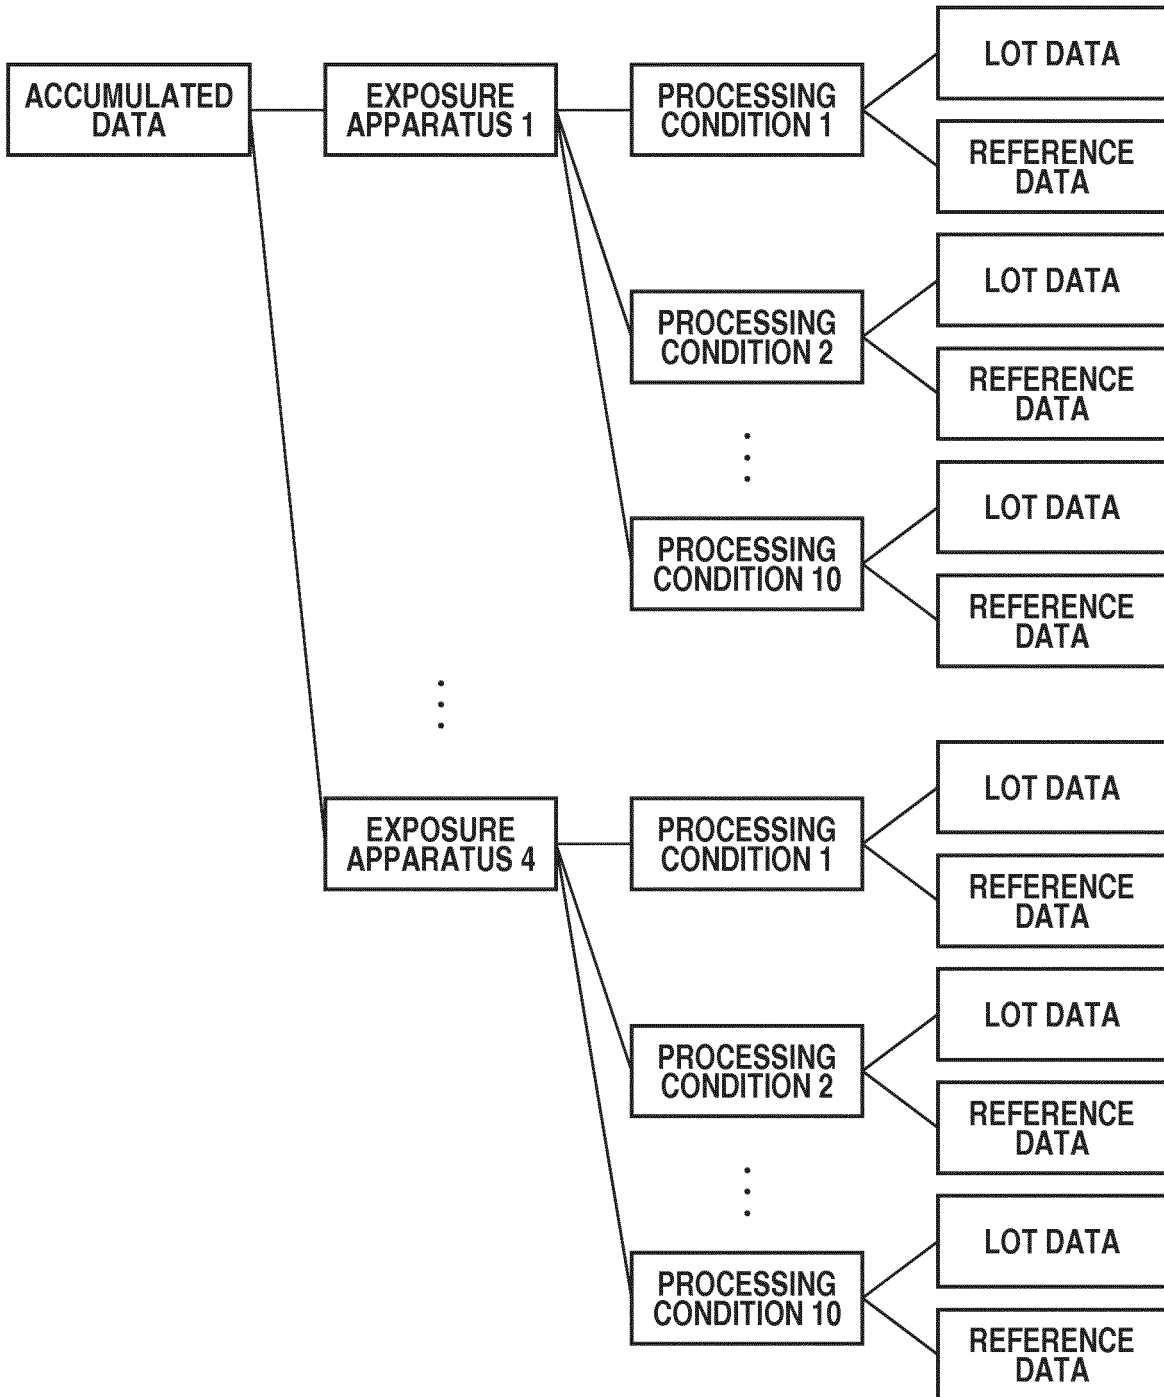 ACCUMULATED
DATA
EXPOSURE
APPARATUS 1
PROCESSING
CONDITION 1
LOT DATA
REFERENCE
DATA
PROCESSING
CONDITION 2
LOT DATA
REFERENCE
DATA
PROCESSING
CONDITION 10
LOT DATA
REFERENCE
DATA
EXPOSURE
APPARATUS 4
PROCESSING
CONDITION 1
LOT DATA
REFERENCE
DATA
PROCESSING
CONDITION 2
LOT DATA
REFERENCE
DATA
PROCESSING
CONDITION 10
LOT DATA
REFERENCE
DATA